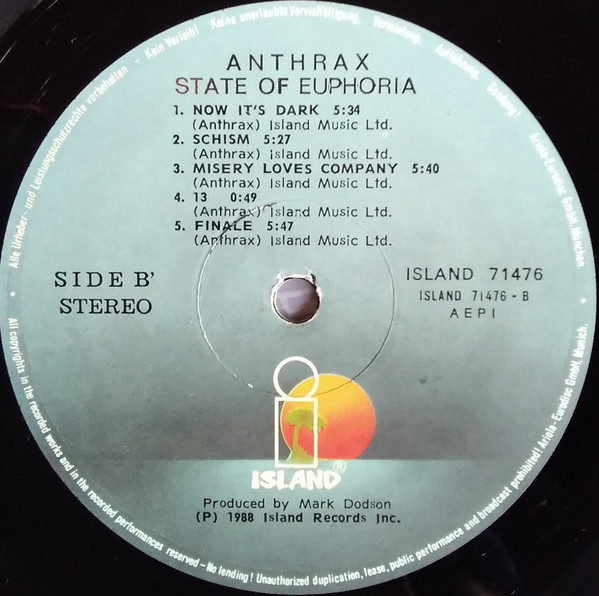 ANTHRAX
STATE OF EUPHORIA
1. NOW IT'S DARK 5:34
(Anthrax) Island Music Ltd.
2. SCHISM 5:27
(Anthrax) Island Music Ltd.
3. MISERY LOVES COMPANY 5:40
(Anthrax) Island Music Ltd.
4. 13 0:49
(Anthrax) Island Music Ltd.
5. FINALE 5:47
(Anthrax) Island Music Ltd.
SIDE B'
STEREO
ISLAND 71476
ISLAND 71476 - B
AEPI
ISLAND®
Produced by Mark Dodson
(P) 1988 Island Records Inc.
Alle Urheber- und Leistungsschutzrechte vorbehalten - Kein Verleih! Keine unerlaubte Vervielfältigung, Vermietung, Aufführung, Sendung! Ariola-Eurodisc GmbH, München.
All copyrights in the recorded works and in the recorded performances reserved - No lending! Unauthorized duplication, lease, public performance and broadcast prohibited! Ariola - Eurodisc GmbH, Munich.